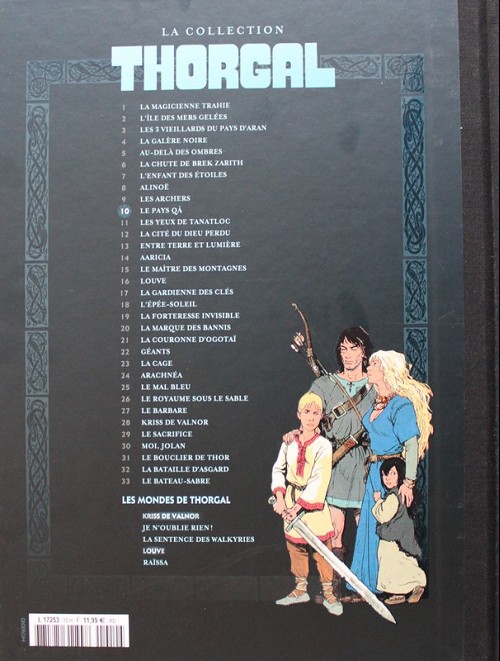 LA COLLECTION
THORGAL
1 LA MAGICIENNE TRAHIE
2 L'ÎLE DES MERS GELÉES
3 LES 3 VIEILLARDS DU PAYS D'ARAN
4 LA GALÈRE NOIRE
5 AU-DELÀ DES OMBRES
6 LA CHUTE DE BREK ZARITH
7 L'ENFANT DES ÉTOILES
8 ALINOË
9 LES ARCHERS
10 LE PAYS QÂ
11 LES YEUX DE TANATLOC
12 LA CITÉ DU DIEU PERDU
13 ENTRE TERRE ET LUMIÈRE
14 AARICIA
15 LE MAÎTRE DES MONTAGNES
16 LOUVE
17 LA GARDIENNE DES CLÉS
18 L'ÉPÉE-SOLEIL
19 LA FORTERESSE INVISIBLE
20 LA MARQUE DES BANNIS
21 LA COURONNE D'OGOTAÏ
22 GÉANTS
23 LA CAGE
24 ARACHNÉA
25 LE MAL BLEU
26 LE ROYAUME SOUS LE SABLE
27 LE BARBARE
28 KRISS DE VALNOR
29 LE SACRIFICE
30 MOI, JOLAN
31 LE BOUCLIER DE THOR
32 LA BATAILLE D'ASGARD
33 LE BATEAU-SABRE
LES MONDES DE THORGAL
KRISS DE VALNOR
JE N'OUBLIE RIEN !
LA SENTENCE DES WALKYRIES
LOUVE
RAÏSSA
L 17253 - 10 - F: 11,99 € - RD